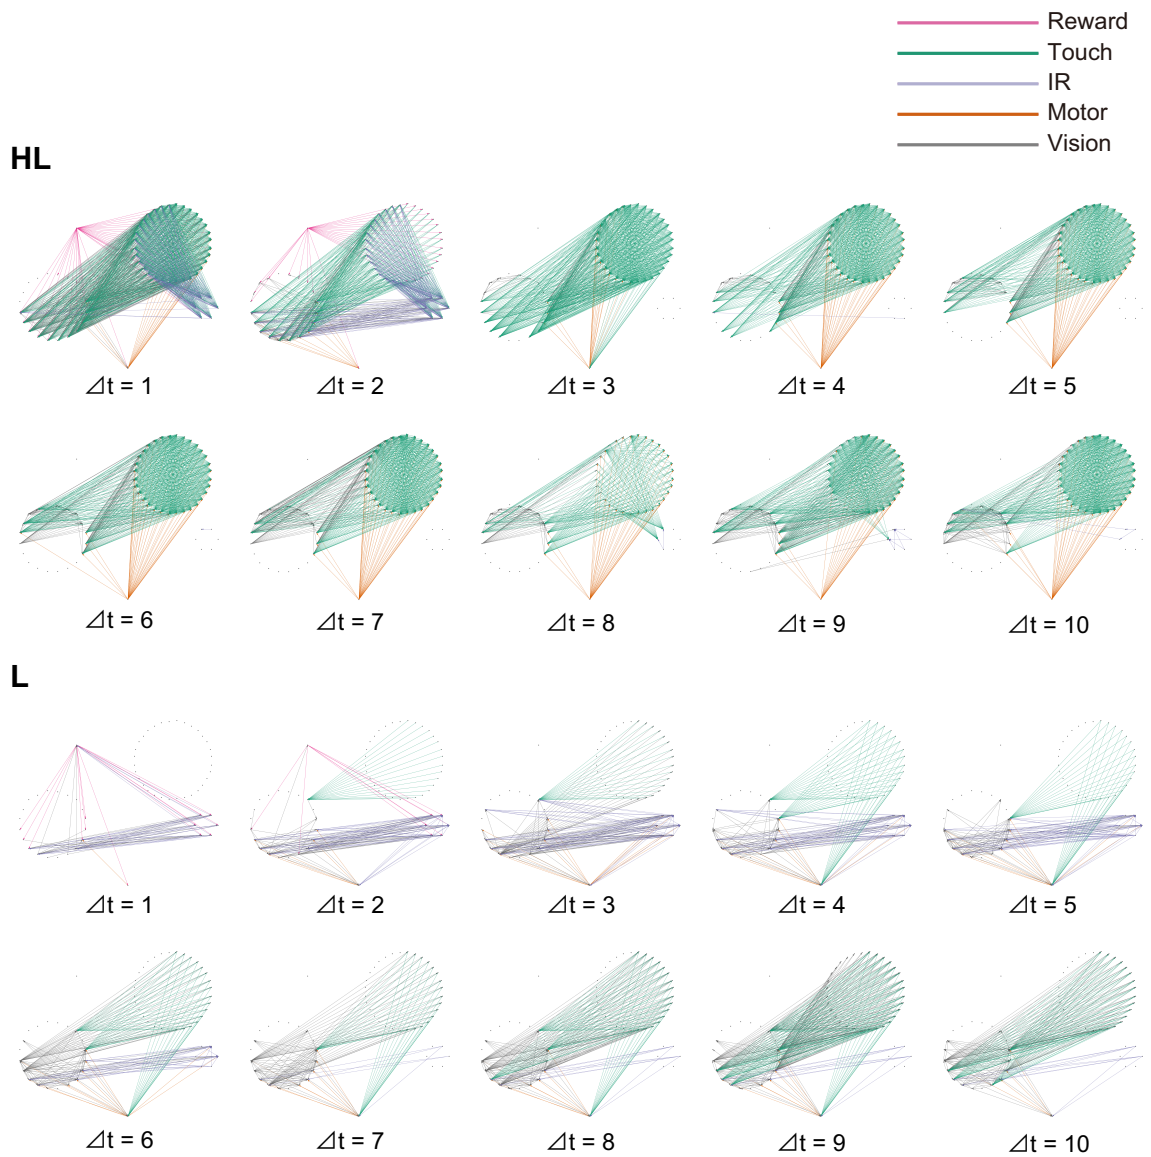 Reward
Touch
IR
Motor
Vision
HL
⊿t = 1 ⊿t = 2 ⊿t = 3 ⊿t = 4 ⊿t = 5
⊿t = 6 ⊿t = 7 ⊿t = 8 ⊿t = 9 ⊿t = 10
L
⊿t = 1 ⊿t = 2 ⊿t = 3 ⊿t = 4 ⊿t = 5
⊿t = 6 ⊿t = 7 ⊿t = 8 ⊿t = 9 ⊿t = 10